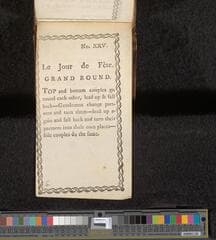 No. XXV.
Le Jour de Fête.
GRAND ROUND.
TOP and bottom couples go
round each other, lead up & fall
back—Gentlemen change part-
ners and turn them—lead up a-
gain and fall back and turn their
partners into their own places—
side couples do the same.